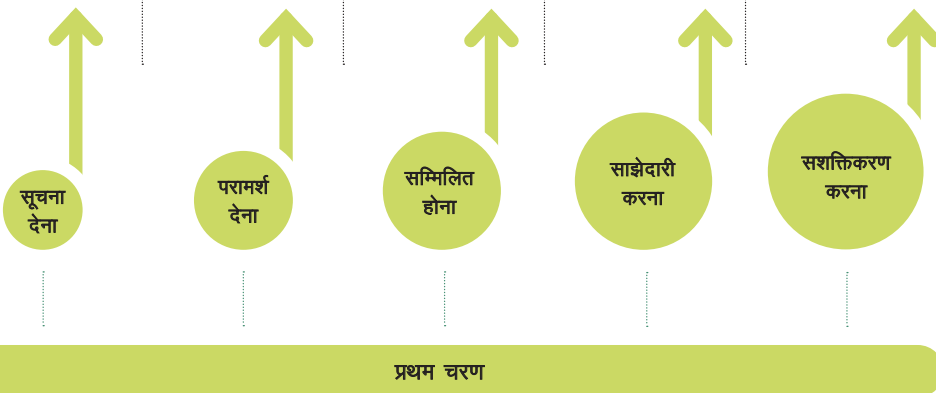 सूचना
देना
परामर्श
देना
सम्मिलित
होना
साझेदारी
करना
सशक्तिकरण
करना
प्रथम चरण